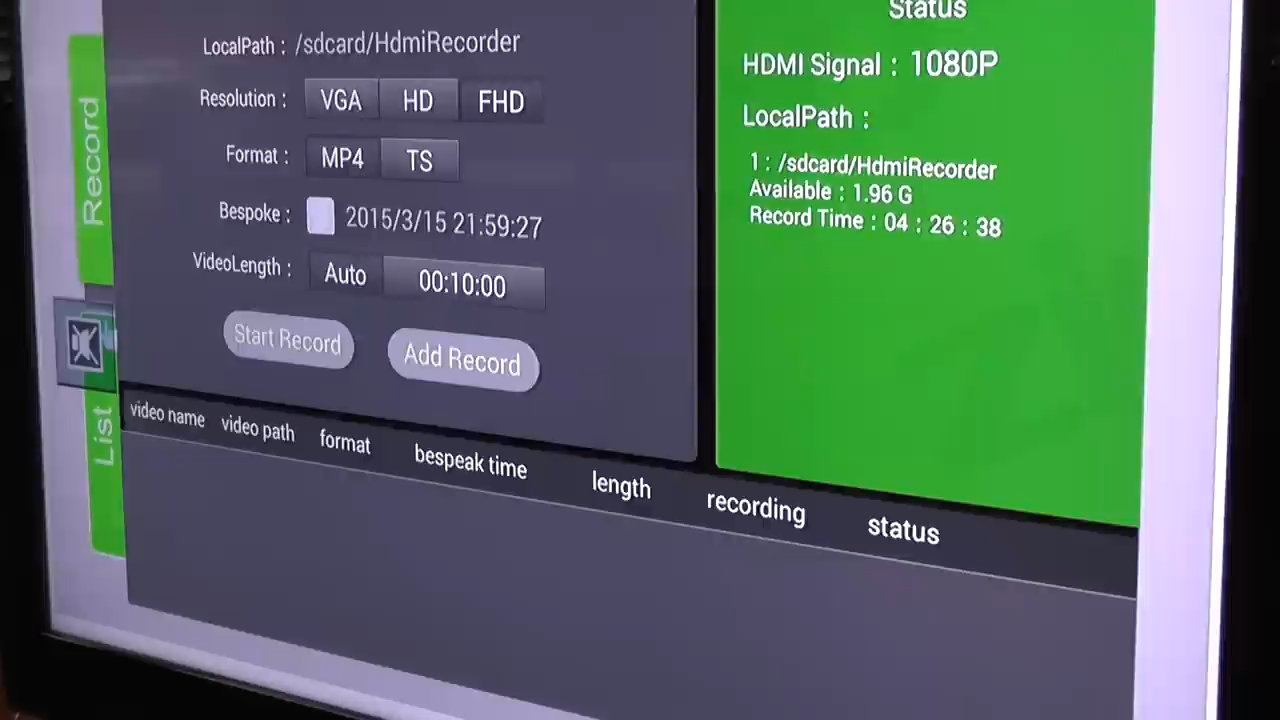 Record
List
LocalPath : /sdcard/HdmiRecorder
Resolution : VGA HD FHD
Format : MP4 TS
Bespoke : 2015/3/15 21:59:27
VideoLength : Auto 00:10:00
Start Record Add Record
Status
HDMI Signal : 1080P
LocalPath :
1 : /sdcard/HdmiRecorder
Available : 1.96 G
Record Time : 04 : 26 : 38
video name video path format bespeak time length recording status